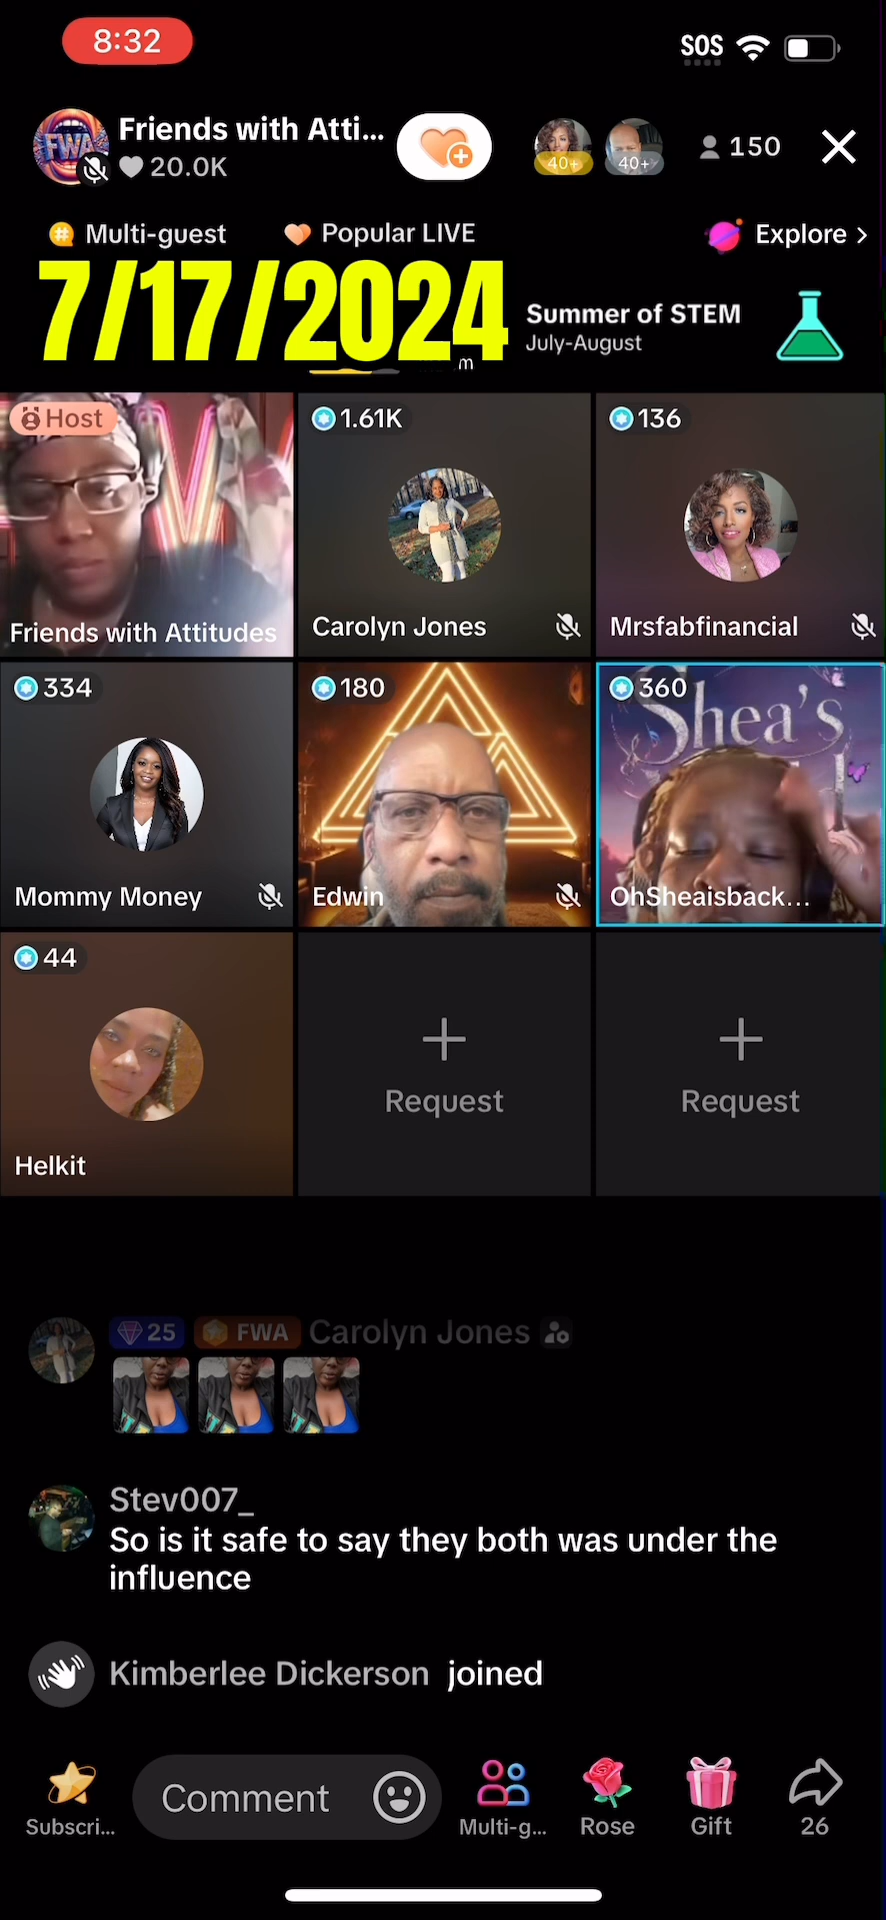 8:32
SOS
Friends with Atti...
20.0K
40+
40+
150
Multi-guest
Popular LIVE
Explore >
7/17/2024
Summer of STEM
July-August
m
Host
1.61K
136
FWA
Friends with Attitudes
Carolyn Jones
Mrsfabfinancial
334
180
360
Shea's
Mommy Money
Edwin
OhSheaisback...
44
Request
Request
Helkit
25
FWA
Carolyn Jones
Stev007_
So is it safe to say they both was under the
influence
Kimberlee Dickerson joined
Comment
Subscri...
Multi-g...
Rose
Gift
26